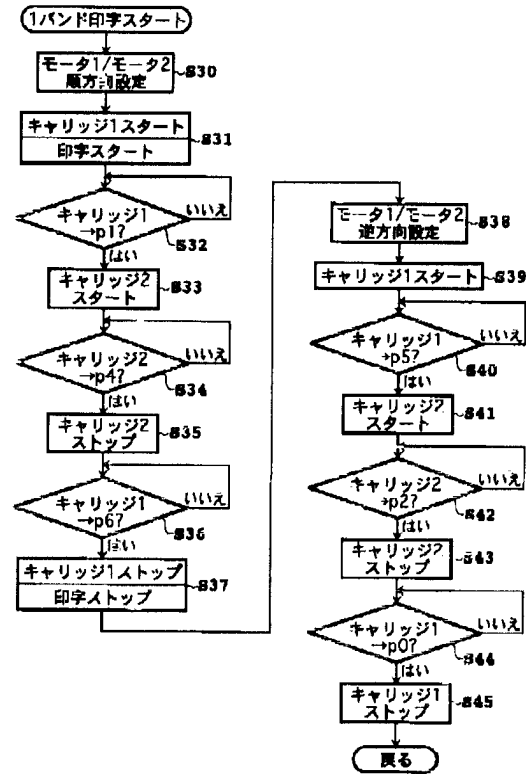 1バンド印字スタート
モータ1/モータ2
順方向設定
S30
キャリッジ1スタート
印字スタート
S31
キャリッジ1
→p1?
いいえ
S32
はい
キャリッジ2
スタート
S33
キャリッジ2
→p4?
いいえ
S34
はい
キャリッジ2
ストップ
S35
キャリッジ1
→p6?
いいえ
S36
はい
キャリッジ1ストップ
印字ストップ
S37
モータ1/モータ2
逆方向設定
S38
キャリッジ1スタート
S39
キャリッジ1
→p5?
いいえ
S40
はい
キャリッジ2
スタート
S41
キャリッジ2
→p2?
いいえ
S42
はい
キャリッジ2
ストップ
S43
キャリッジ1
→p0?
いいえ
S44
はい
キャリッジ1
ストップ
S45
戻る